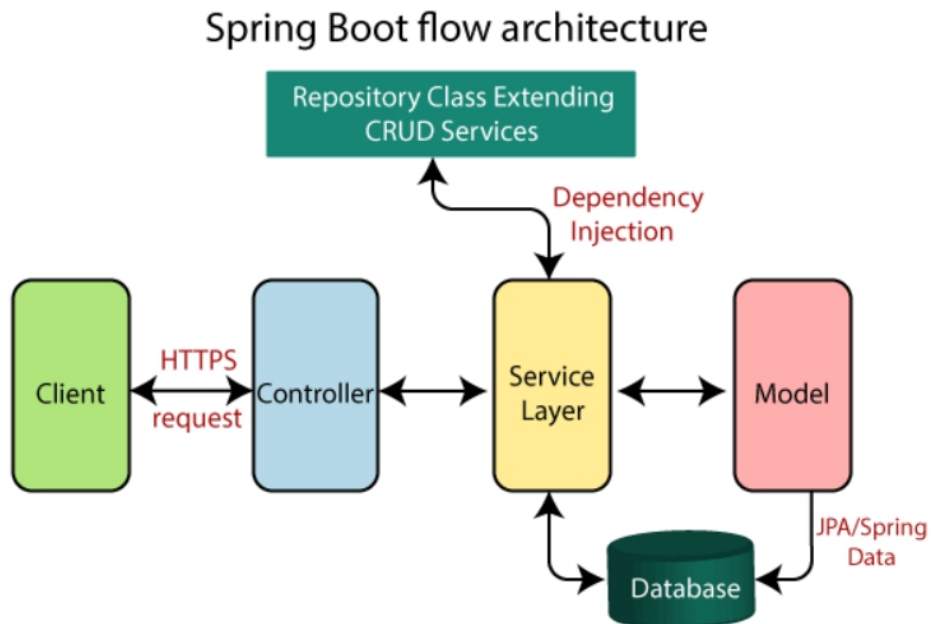 Spring Boot flow architecture
Repository Class Extending
CRUD Services
Dependency
Injection
Client
HTTPS
request
Controller
Service
Layer
Model
JPA/Spring
Data
Database